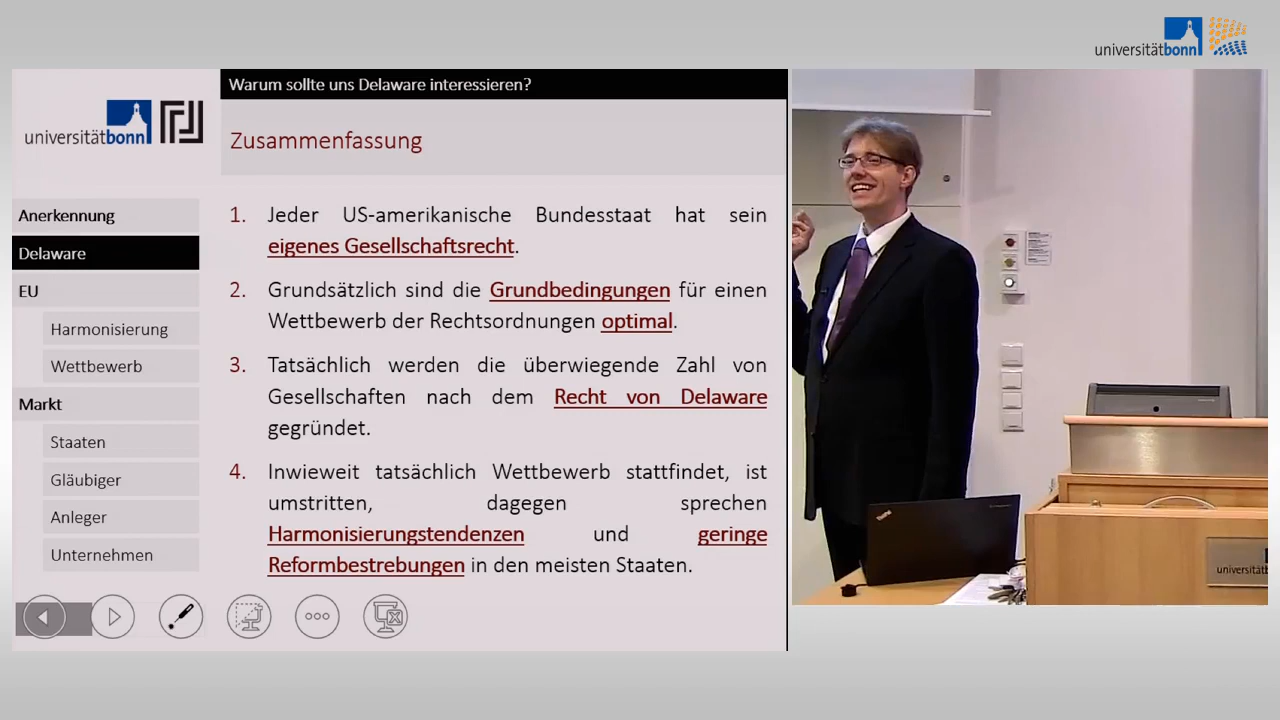 universitätbonn
Warum sollte uns Delaware interessieren?
universitätbonn
Zusammenfassung
Anerkennung
Delaware
EU
Harmonisierung
Wettbewerb
Markt
Staaten
Gläubiger
Anleger
Unternehmen
1. Jeder US-amerikanische Bundesstaat hat sein
eigenes Gesellschaftsrecht.
2. Grundsätzlich sind die Grundbedingungen für einen
Wettbewerb der Rechtsordnungen optimal.
3. Tatsächlich werden die überwiegende Zahl von
Gesellschaften nach dem Recht von Delaware
gegründet.
4. Inwieweit tatsächlich Wettbewerb stattfindet, ist
umstritten, dagegen sprechen
Harmonisierungstendenzen und geringe
Reformbestrebungen in den meisten Staaten.
ThinkPad
universität